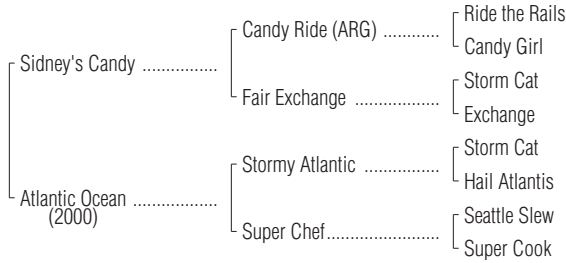 Ride the Rails
Candy Ride (ARG) ............
Candy Girl
Sidney's Candy ................
Storm Cat
Fair Exchange ..................
Exchange
Storm Cat
Stormy Atlantic ................
Hail Atlantis
Atlantic Ocean ..................
(2000)
Seattle Slew
Super Chef........................
Super Cook